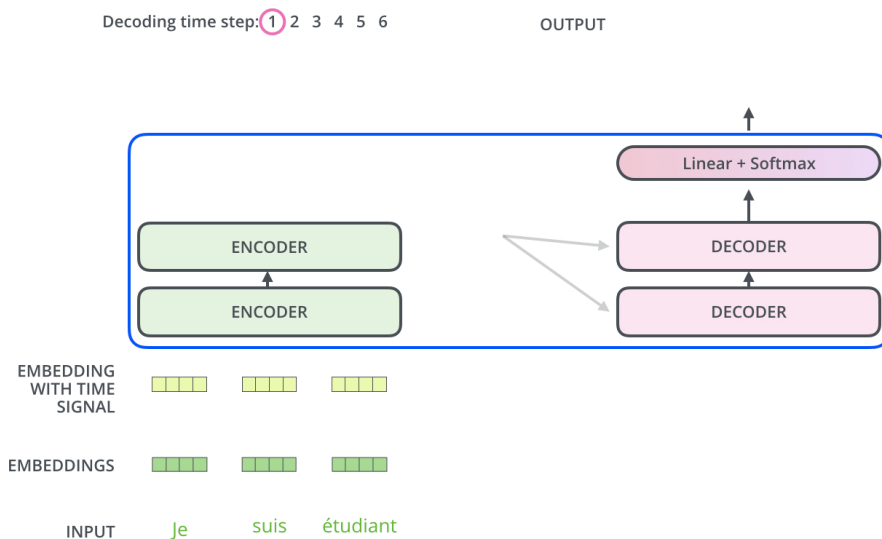 Decoding time step: 1 2 3 4 5 6
OUTPUT
Linear + Softmax
ENCODER
DECODER
ENCODER
DECODER
EMBEDDING
WITH TIME
SIGNAL
EMBEDDINGS
INPUT
Je suis étudiant